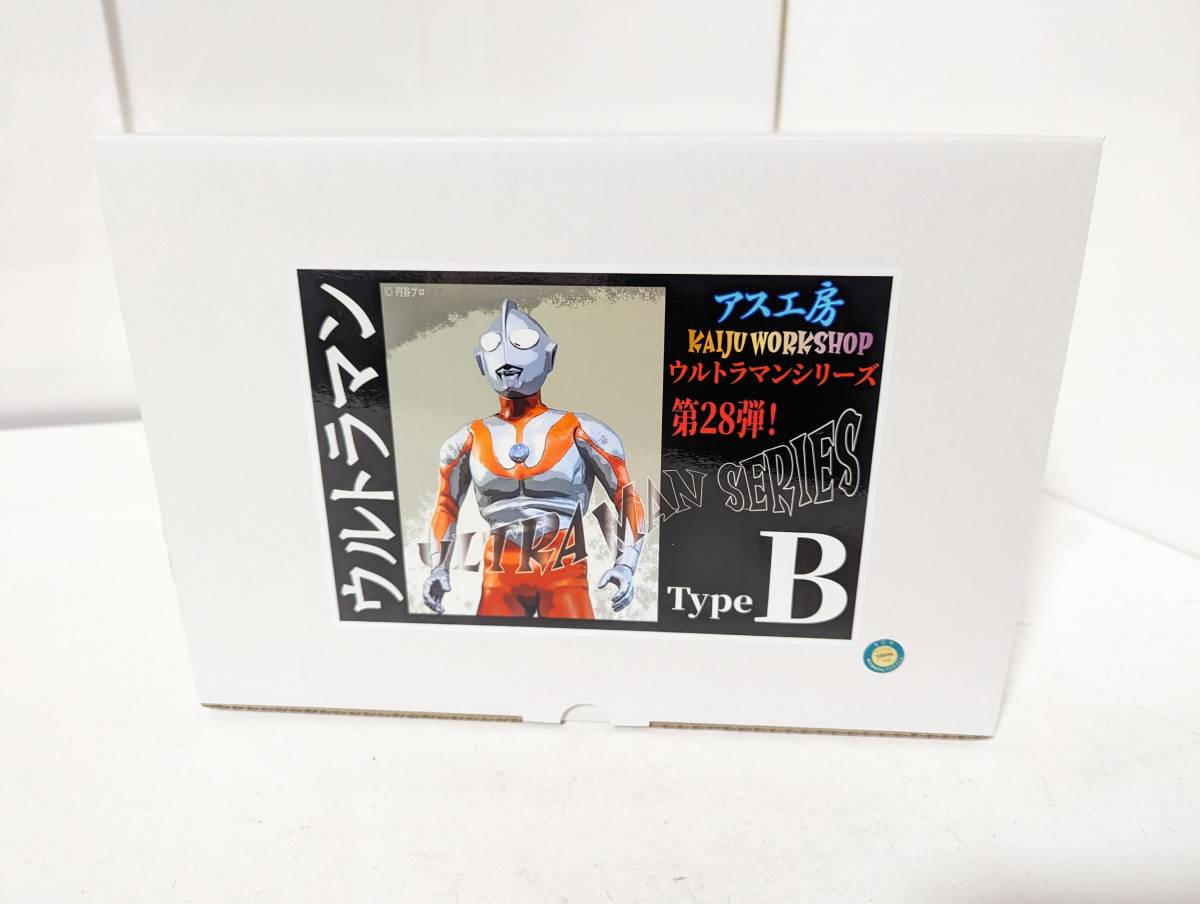 ウルトラマン
© 円谷プロ
アス工房
KAIJU WORKSHOP
ウルトラマンシリーズ
第28弾!
ULTRAMAN SERIES
Type B